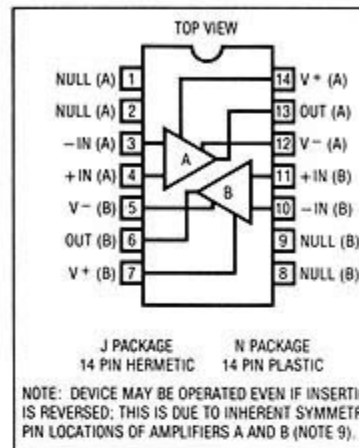 TOP VIEW
NULL (A) 1
14 V+ (A)
NULL (A) 2
13 OUT (A)
−IN (A) 3
12 V− (A)
+IN (A) 4
11 +IN (B)
V− (B) 5
10 −IN (B)
OUT (B) 6
9 NULL (B)
V+ (B) 7
8 NULL (B)
A
B
J PACKAGE
14 PIN HERMETIC
N PACKAGE
14 PIN PLASTIC
NOTE: DEVICE MAY BE OPERATED EVEN IF INSERTI
IS REVERSED; THIS IS DUE TO INHERENT SYMMETR
PIN LOCATIONS OF AMPLIFIERS A AND B (NOTE 9).